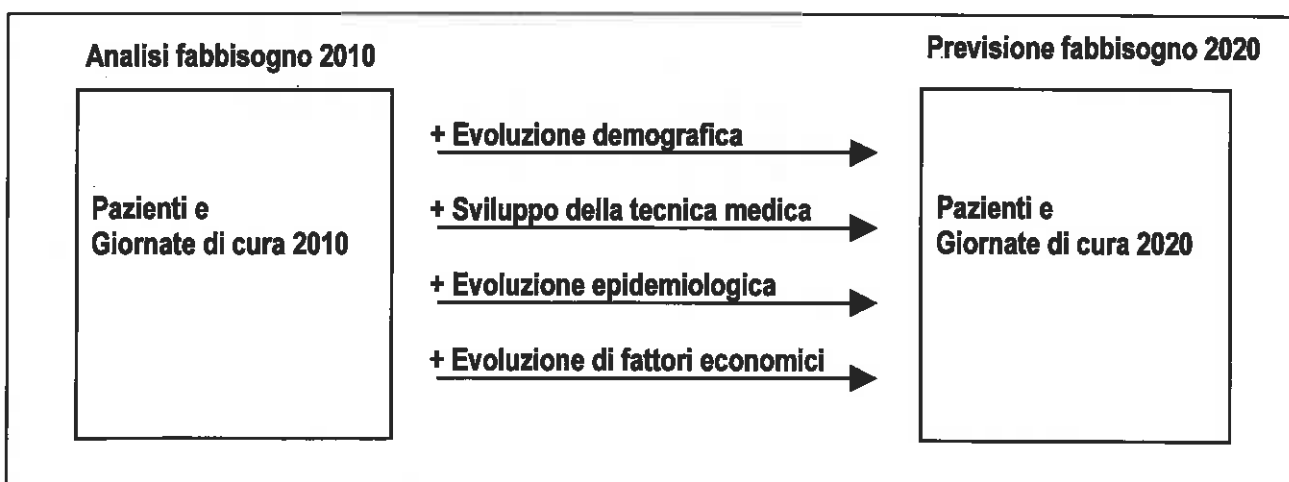 Analisi fabbisogno 2010
Previsione fabbisogno 2020
Pazienti e
Giornate di cura 2010
+ Evoluzione demografica
+ Sviluppo della tecnica medica
+ Evoluzione epidemiologica
+ Evoluzione di fattori economici
Pazienti e
Giornate di cura 2020